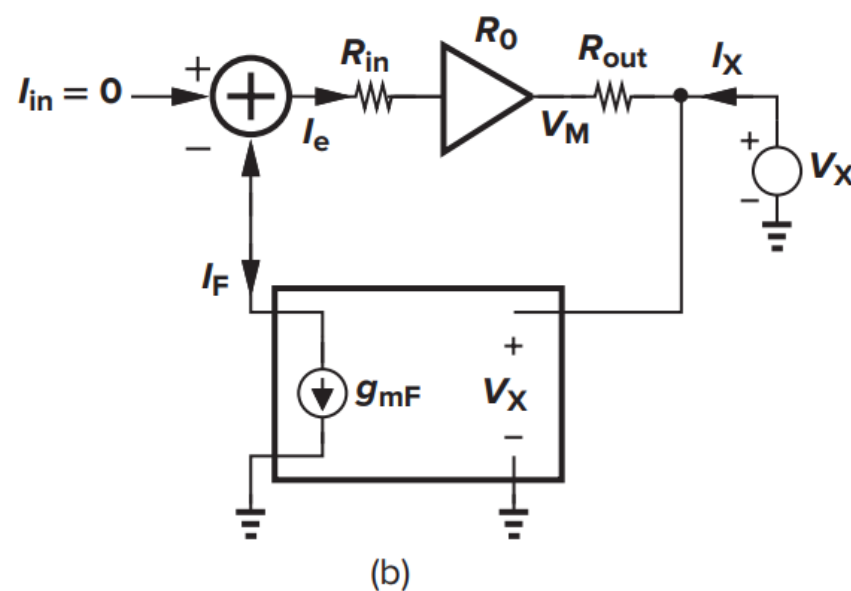 R0
Rin
Rout
IX
Iin = 0
+
−
+
Ie
VM
+
−
VX
IF
gmF
+
VX
−
(b)